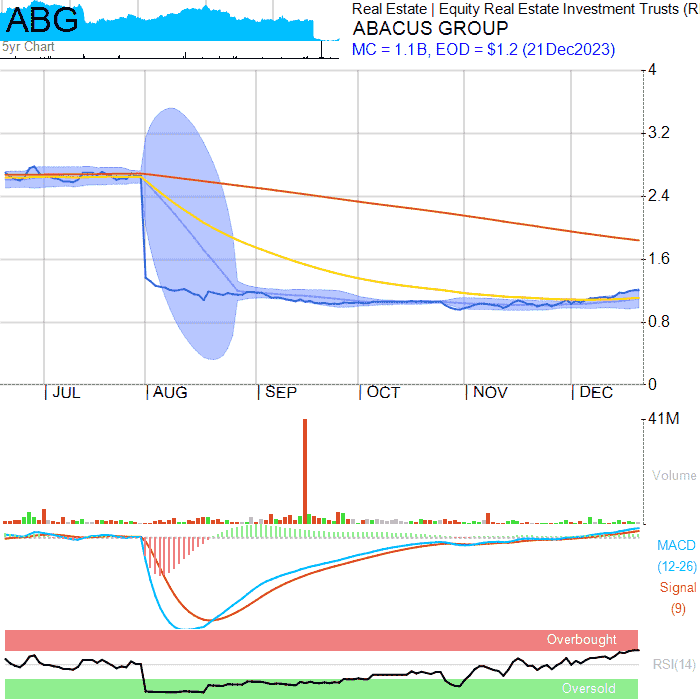 ABG
5yr Chart
Real Estate | Equity Real Estate Investment Trusts (R
ABACUS GROUP
MC = 1.1B, EOD = $1.2 (21Dec2023)
4
3.2
2.4
1.6
0.8
0
JUL
AUG
SEP
OCT
NOV
DEC
41M
Volume
MACD
(12-26)
Signal
(9)
Overbought
RSI(14)
Oversold